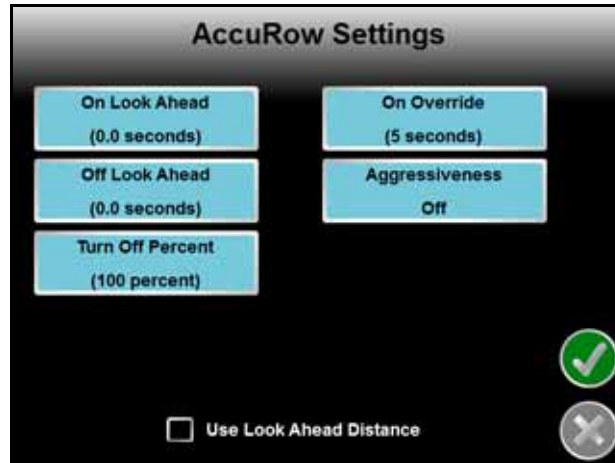 AccuRow Settings
On Look Ahead
(0.0 seconds)
On Override
(5 seconds)
Off Look Ahead
(0.0 seconds)
Aggressiveness
Off
Turn Off Percent
(100 percent)
Use Look Ahead Distance